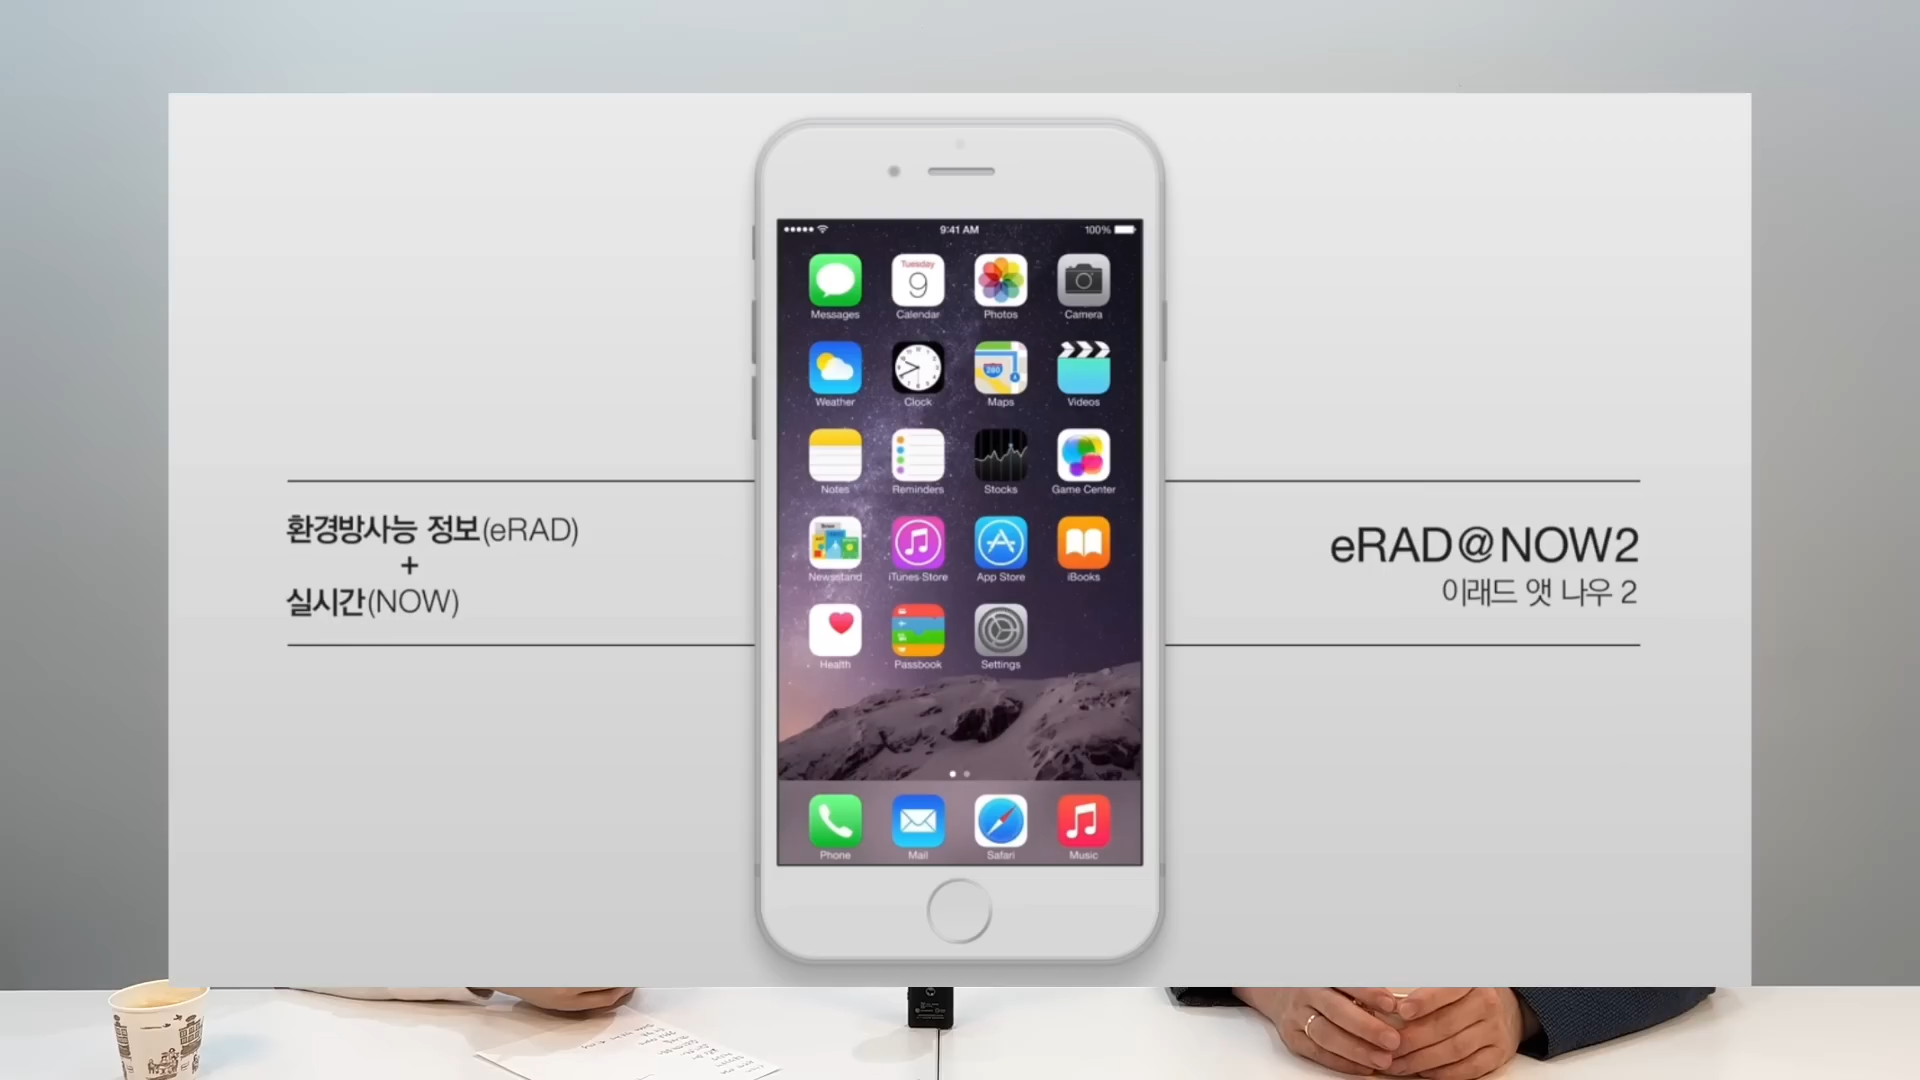 9:41 AM
100%
Tuesday
9
Messages
Calendar
Photos
Camera
280
Weather
Clock
Maps
Videos
Notes
Reminders
Stocks
Game Center
Newsstand
iTunes Store
App Store
iBooks
Health
Passbook
Settings
Phone
Mail
Safari
Music
환경방사능 정보(eRAD)
+
실시간(NOW)
eRAD@NOW2
이래드 앳 나우 2